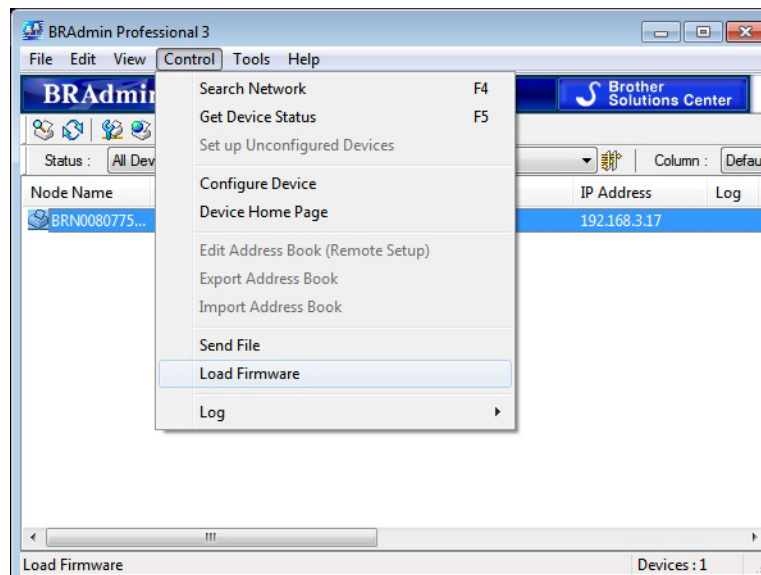 BRAdmin Professional 3
File Edit View Control Tools Help
BRAdmi
Brother
Solutions Center
Search Network F4
Get Device Status F5
Set up Unconfigured Devices
Status : All Dev
Column : Defau
Configure Device
Node Name IP Address Log
Device Home Page
BRN0080775... 192.168.3.17
Edit Address Book (Remote Setup)
Export Address Book
Import Address Book
Send File
Load Firmware
Log
Load Firmware Devices : 1